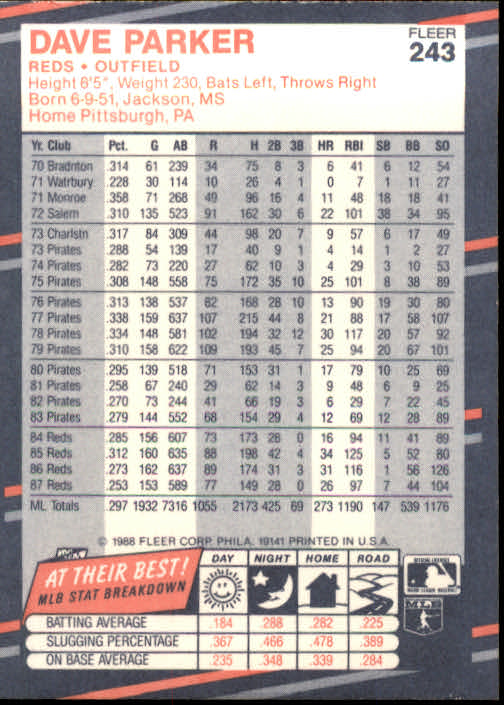 DAVE PARKER
FLEER
243
REDS • OUTFIELD
Height 6'5", Weight 230, Bats Left, Throws Right
Born 6-9-51, Jackson, MS
Home Pittsburgh, PA
Yr. Club Pct. G AB R H 2B 3B HR RBI SB BB SO
70 Bradnton .314 61 239 34 75 8 3 6 41 6 12 54
71 Watrbury .228 30 114 10 26 4 1 0 7 1 11 27
71 Monroe .358 71 268 49 96 16 4 11 48 18 18 41
72 Salem .310 135 523 91 162 30 6 22 101 38 34 95
73 Charlstn .317 84 309 44 98 20 7 9 57 6 17 49
73 Pirates .288 54 139 17 40 9 1 4 14 1 2 27
74 Pirates .282 73 220 27 62 10 3 4 29 3 10 53
75 Pirates .308 148 558 75 172 35 10 25 101 8 38 89
76 Pirates .313 138 537 82 168 28 10 13 90 19 30 80
77 Pirates .338 159 637 107 215 44 8 21 88 17 58 107
78 Pirates .334 148 581 102 194 32 12 30 117 20 57 92
79 Pirates .310 158 622 109 193 45 7 25 94 20 67 101
80 Pirates .295 139 518 71 153 31 1 17 79 10 25 69
81 Pirates .258 67 240 29 62 14 3 9 48 6 9 25
82 Pirates .270 73 244 41 66 19 3 6 29 7 22 45
83 Pirates .279 144 552 68 154 29 4 12 69 12 28 89
84 Reds .285 156 607 73 173 28 0 16 94 11 41 89
85 Reds .312 160 635 88 198 42 4 34 125 5 52 80
86 Reds .273 162 637 89 174 31 3 31 116 1 56 126
87 Reds .253 153 589 77 149 28 0 26 97 7 44 104
ML Totals .297 1932 7316 1055 2173 425 69 273 1190 147 539 1176
© 1988 FLEER CORP. PHILA. 19141 PRINTED IN U.S.A.
AT THEIR BEST!
MLB STAT BREAKDOWN
DAY NIGHT HOME ROAD
BATTING AVERAGE .184 .288 .282 .225
SLUGGING PERCENTAGE .367 .466 .478 .389
ON BASE AVERAGE .235 .348 .339 .284